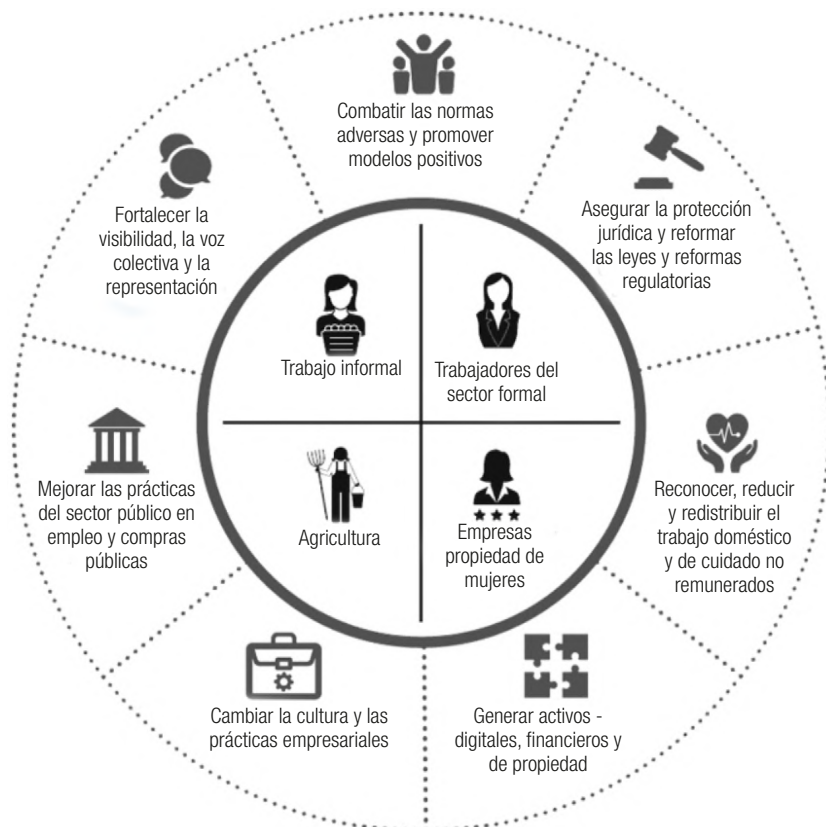 Combatir las normas
adversas y promover
modelos positivos
Asegurar la protección
jurídica y reformar
las leyes y reformas
regulatorias
Reconocer, reducir
y redistribuir el
trabajo doméstico
y de cuidado no
remunerados
Generar activos -
digitales, financieros y
de propiedad
Cambiar la cultura y las
prácticas empresariales
Mejorar las prácticas
del sector público en
empleo y compras
públicas
Fortalecer la
visibilidad, la voz
colectiva y la
representación
Trabajo informal
Trabajadores del
sector formal
Agricultura
Empresas
propiedad de
mujeres